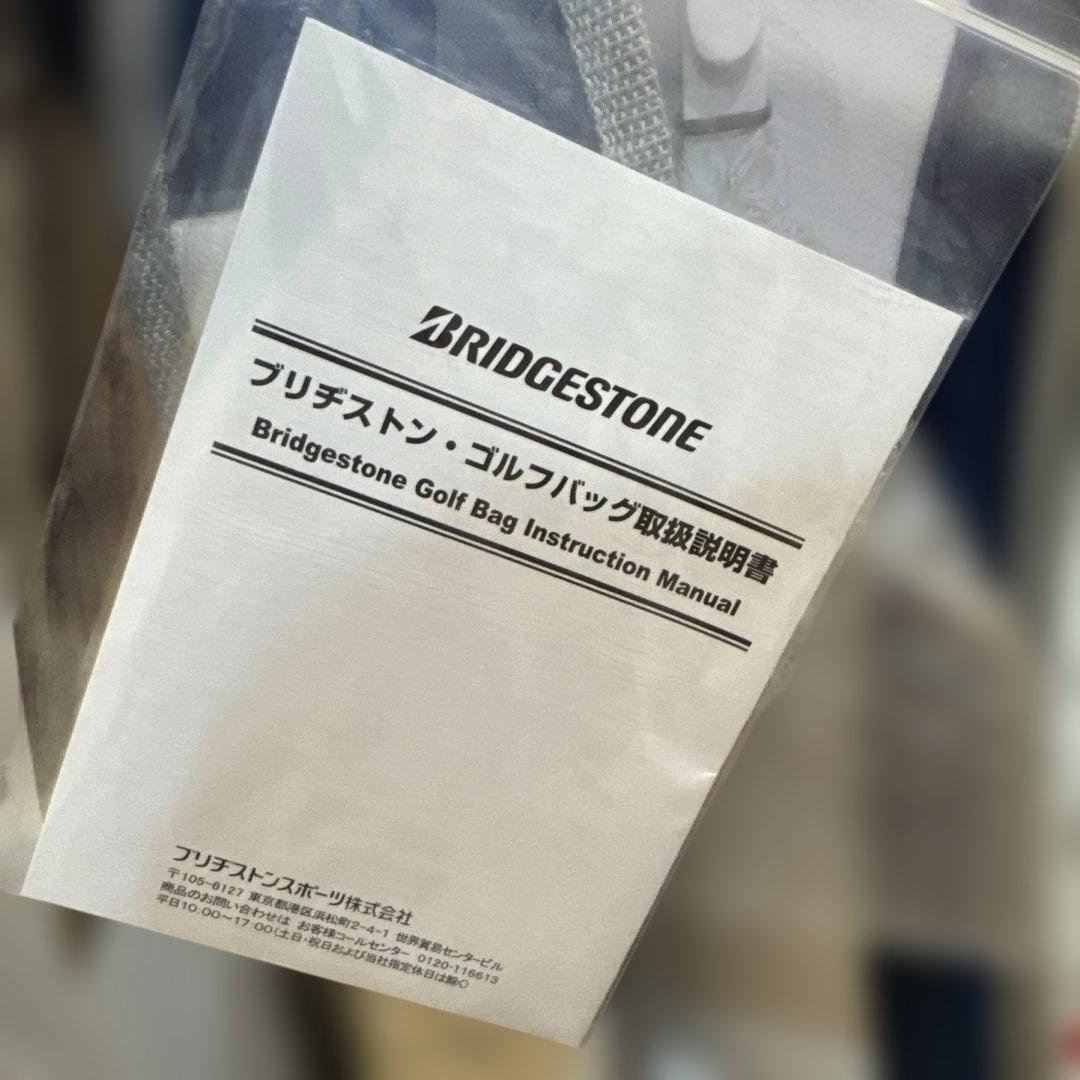 BRIDGESTONE
ブリヂストン・ゴルフバッグ取扱説明書
Bridgestone Golf Bag Instruction Manual
ブリヂストンスポーツ株式会社
〒105-6127 東京都港区浜松町2-4-1 世界貿易センタービル
商品のお問い合わせは お客様コールセンター 0120-116613
平日10:00〜17:00(土日・祝日および当社指定休日は除く)